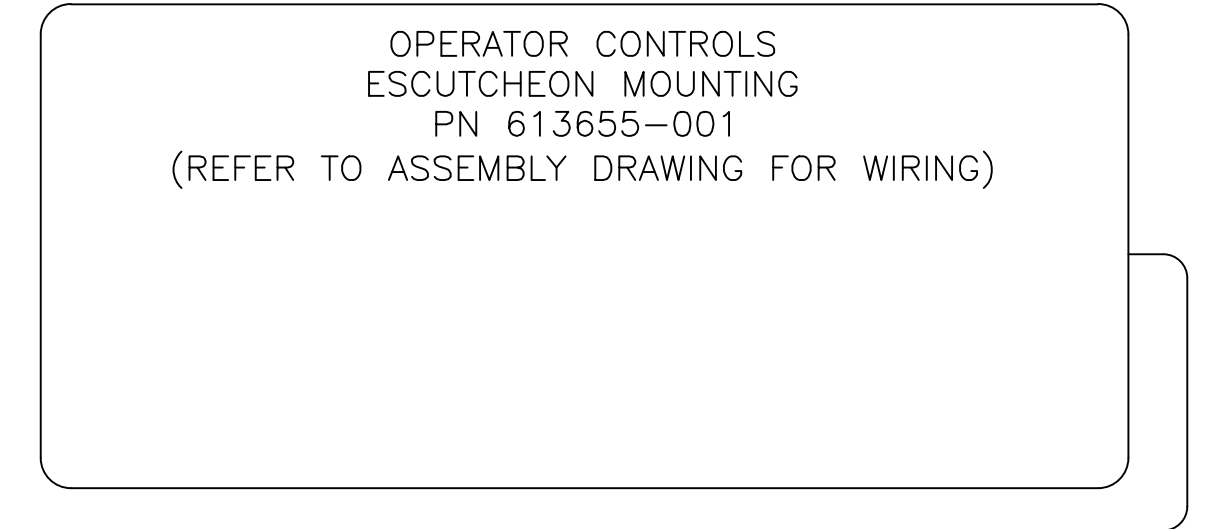 OPERATOR CONTROLS
ESCUTCHEON MOUNTING
PN 613655-001
(REFER TO ASSEMBLY DRAWING FOR WIRING)